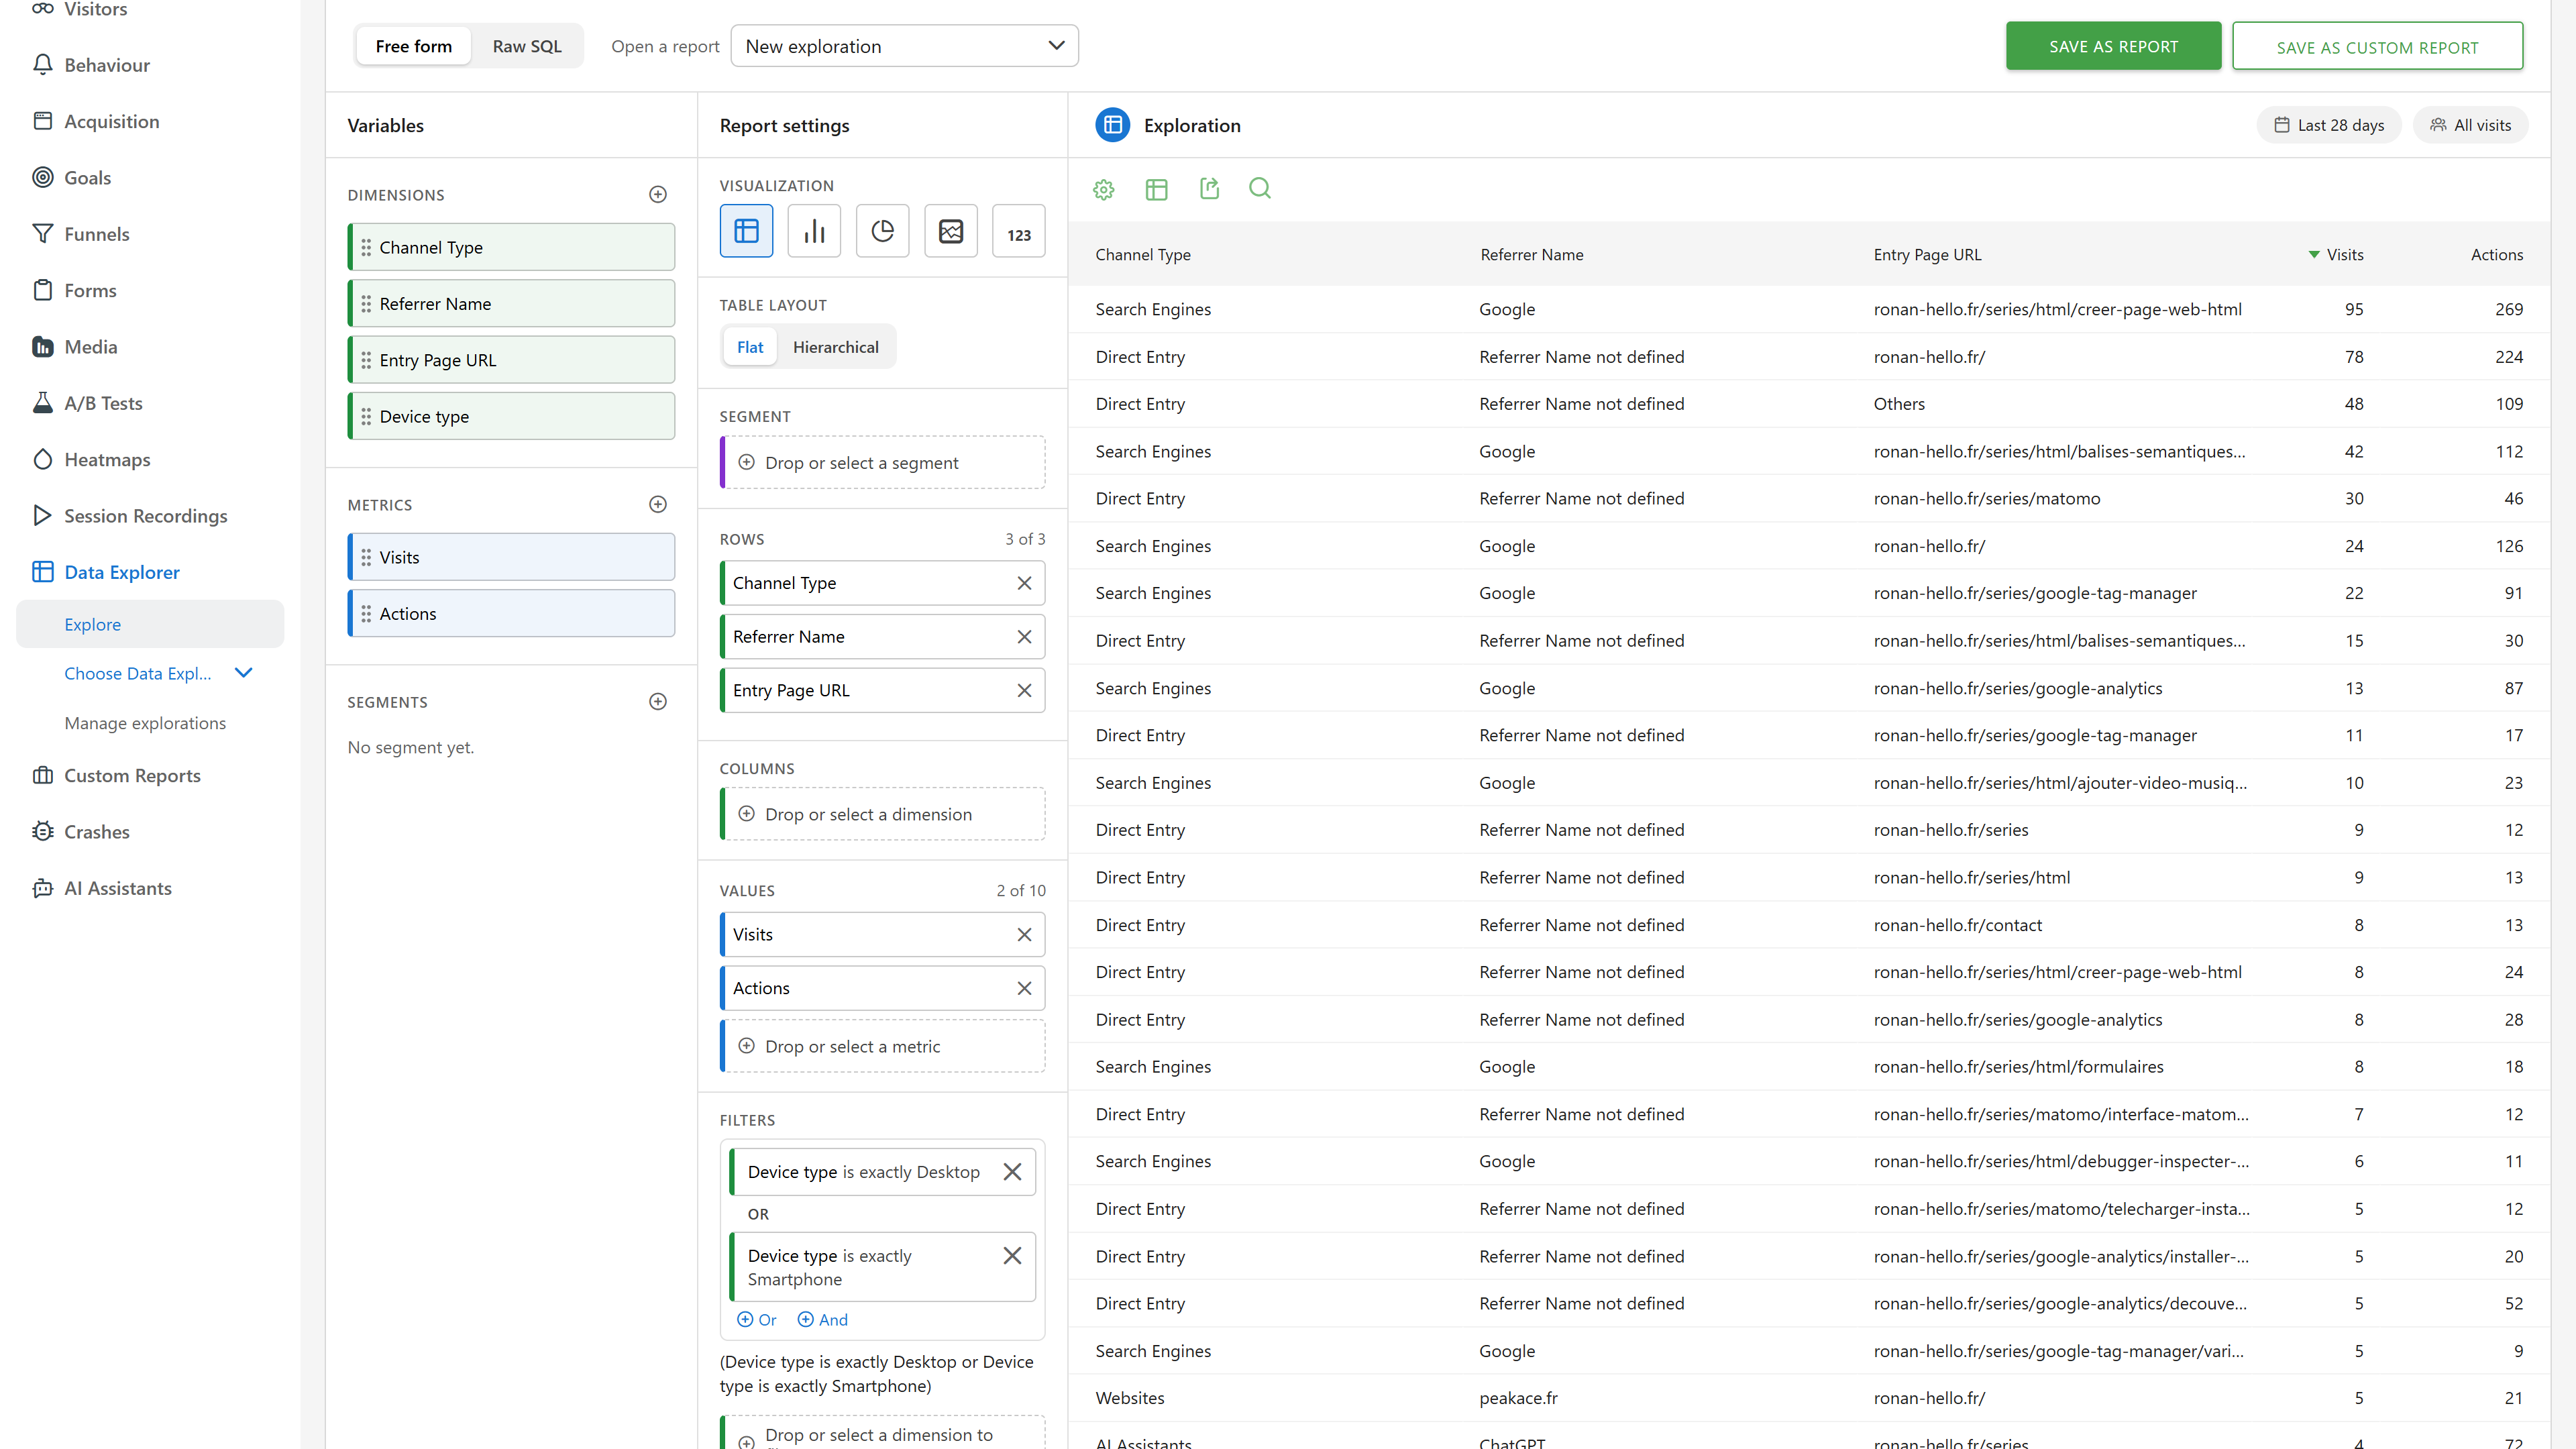 Visitors
Behaviour
Acquisition
Goals
Funnels
Forms
Media
A/B Tests
Heatmaps
Session Recordings
Data Explorer
Explore
Choose Data Expl...
Manage explorations
Custom Reports
Crashes
AI Assistants
Free form Raw SQL Open a report New exploration SAVE AS REPORT SAVE AS CUSTOM REPORT
Variables
DIMENSIONS
Channel Type
Referrer Name
Entry Page URL
Device type
METRICS
Visits
Actions
SEGMENTS
No segment yet.
Report settings
VISUALIZATION
123
TABLE LAYOUT
Flat Hierarchical
SEGMENT
Drop or select a segment
ROWS 3 of 3
Channel Type
Referrer Name
Entry Page URL
COLUMNS
Drop or select a dimension
VALUES 2 of 10
Visits
Actions
Drop or select a metric
FILTERS
Device type is exactly Desktop
OR
Device type is exactly
Smartphone
Or And
(Device type is exactly Desktop or Device
type is exactly Smartphone)
Drop or select a dimension to
Exploration Last 28 days All visits
Channel Type Referrer Name Entry Page URL Visits Actions
Search Engines Google ronan-hello.fr/series/html/creer-page-web-html 95 269
Direct Entry Referrer Name not defined ronan-hello.fr/ 78 224
Direct Entry Referrer Name not defined Others 48 109
Search Engines Google ronan-hello.fr/series/html/balises-semantiques... 42 112
Direct Entry Referrer Name not defined ronan-hello.fr/series/matomo 30 46
Search Engines Google ronan-hello.fr/ 24 126
Search Engines Google ronan-hello.fr/series/google-tag-manager 22 91
Direct Entry Referrer Name not defined ronan-hello.fr/series/html/balises-semantiques... 15 30
Search Engines Google ronan-hello.fr/series/google-analytics 13 87
Direct Entry Referrer Name not defined ronan-hello.fr/series/google-tag-manager 11 17
Search Engines Google ronan-hello.fr/series/html/ajouter-video-musiq... 10 23
Direct Entry Referrer Name not defined ronan-hello.fr/series 9 12
Direct Entry Referrer Name not defined ronan-hello.fr/series/html 9 13
Direct Entry Referrer Name not defined ronan-hello.fr/contact 8 13
Direct Entry Referrer Name not defined ronan-hello.fr/series/html/creer-page-web-html 8 24
Direct Entry Referrer Name not defined ronan-hello.fr/series/google-analytics 8 28
Search Engines Google ronan-hello.fr/series/html/formulaires 8 18
Direct Entry Referrer Name not defined ronan-hello.fr/series/matomo/interface-matom... 7 12
Search Engines Google ronan-hello.fr/series/html/debugger-inspecter-... 6 11
Direct Entry Referrer Name not defined ronan-hello.fr/series/matomo/telecharger-insta... 5 12
Direct Entry Referrer Name not defined ronan-hello.fr/series/google-analytics/installer-... 5 20
Direct Entry Referrer Name not defined ronan-hello.fr/series/google-analytics/decouve... 5 52
Search Engines Google ronan-hello.fr/series/google-tag-manager/vari... 5 9
Websites peakace.fr ronan-hello.fr/ 5 21
AI Assistants ChatGPT ronan-hello.fr/series 4 72